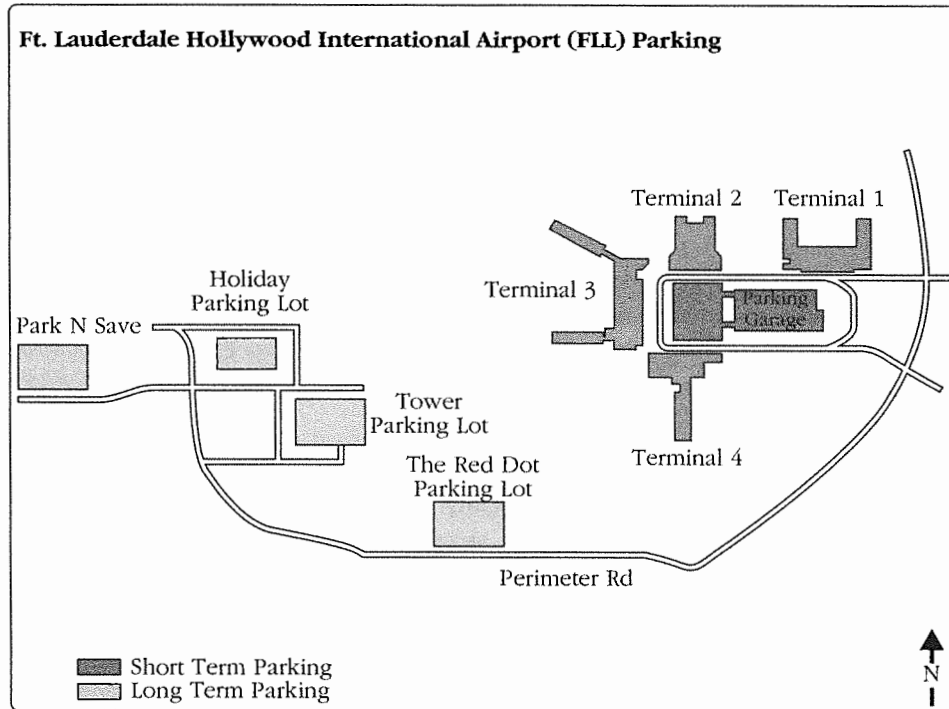 Ft. Lauderdale Hollywood International Airport (FLL) Parking
Terminal 2
Terminal 1
Holiday
Parking Lot
Terminal 3
Parking
Garage
Park N Save
Tower
Parking Lot
Terminal 4
The Red Dot
Parking Lot
Perimeter Rd
Short Term Parking
Long Term Parking
N